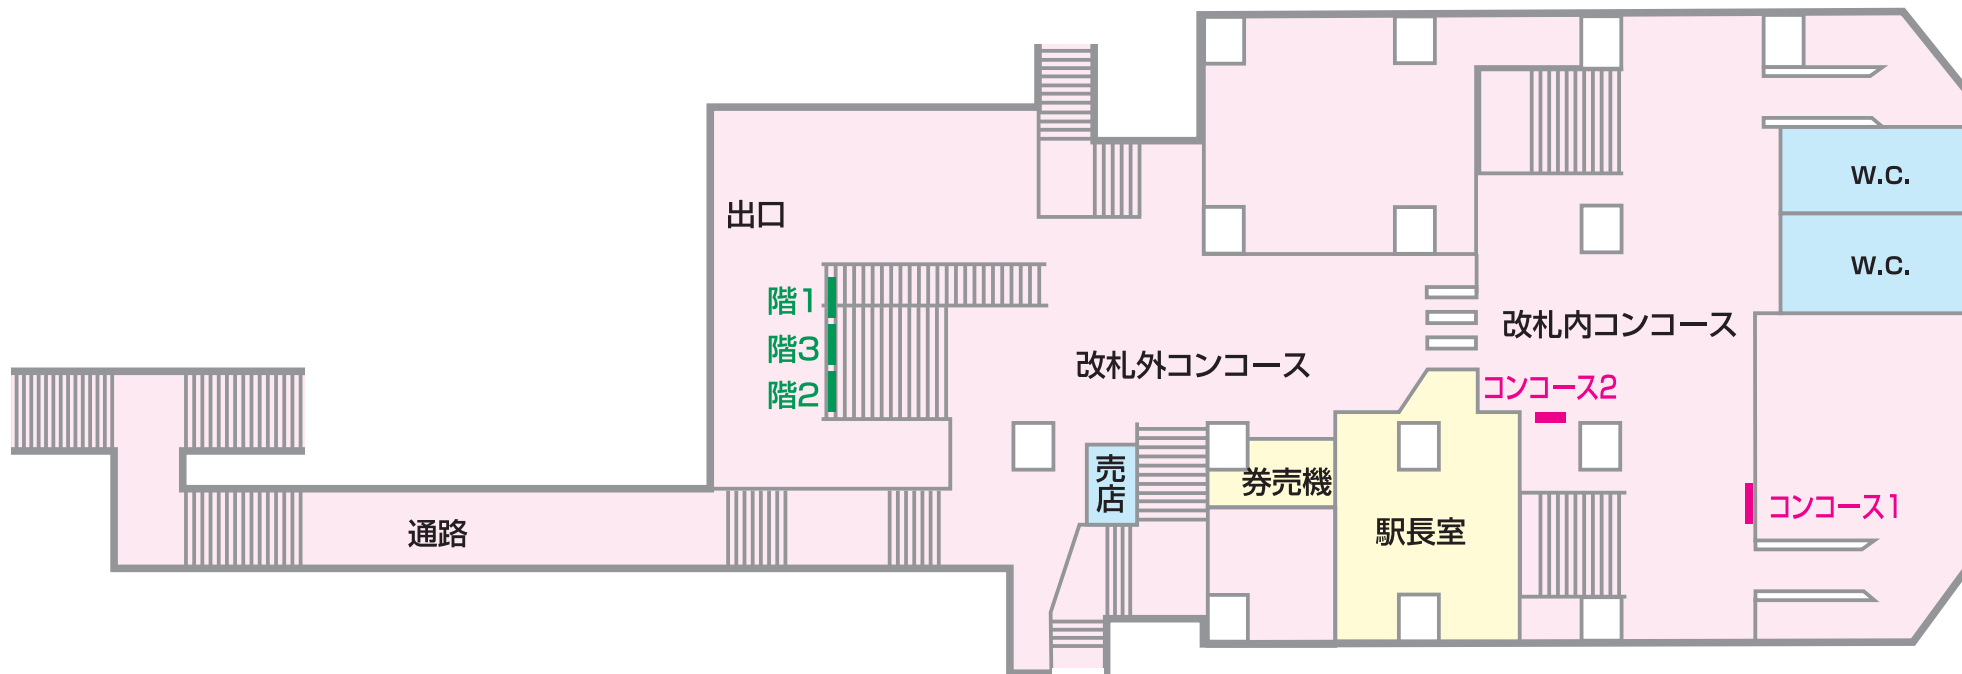 出口
階1
階3
階2
通路
改札外コンコース
売店
券売機
駅長室
改札内コンコース
コンコース2
コンコース1
W.C.
W.C.